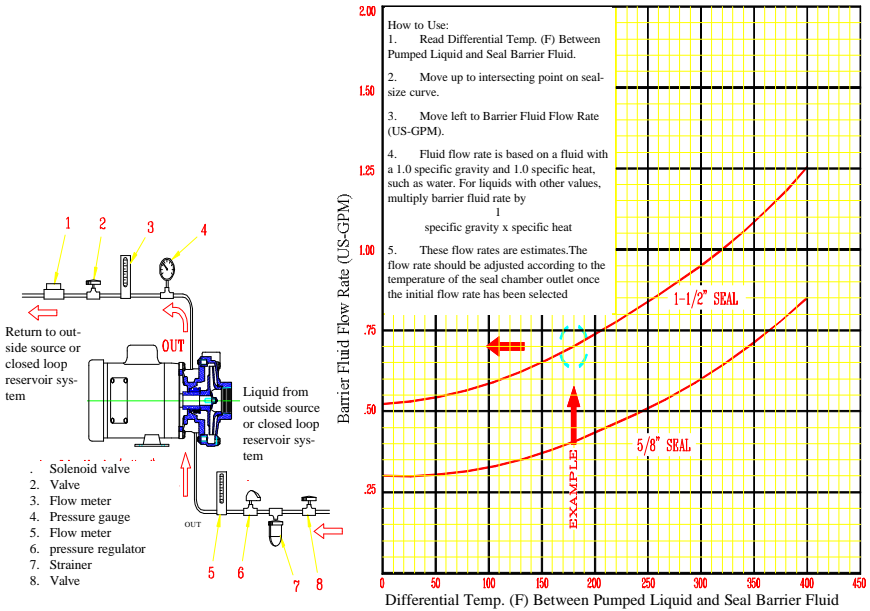 How to Use:
1. Read Differential Temp. (F) Between
Pumped Liquid and Seal Barrier Fluid.
2. Move up to intersecting point on seal-
size curve.
3. Move left to Barrier Fluid Flow Rate
(US-GPM).
4. Fluid flow rate is based on a fluid with
a 1.0 specific gravity and 1.0 specific heat,
such as water. For liquids with other values,
multiply barrier fluid rate by
1
specific gravity x specific heat
5. These flow rates are estimates.The
flow rate should be adjusted according to the
temperature of the seal chamber outlet once
the initial flow rate has been selected
2.00
1.50
1.25
1.00
.75
.50
.25
Barrier Fluid Flow Rate (US-GPM)
1-1/2" SEAL
5/8" SEAL
EXAMPLE
0 50 100 150 200 250 300 350 400 450
Differential Temp. (F) Between Pumped Liquid and Seal Barrier Fluid
1 2 3 4
Return to out-
side source or
closed loop
reservoir sys-
tem
OUT
Liquid from
outside source
or closed loop
reservoir sys-
tem
OUT
5 6 7 8
. Solenoid valve
2. Valve
3. Flow meter
4. Pressure gauge
5. Flow meter
6. pressure regulator
7. Strainer
8. Valve